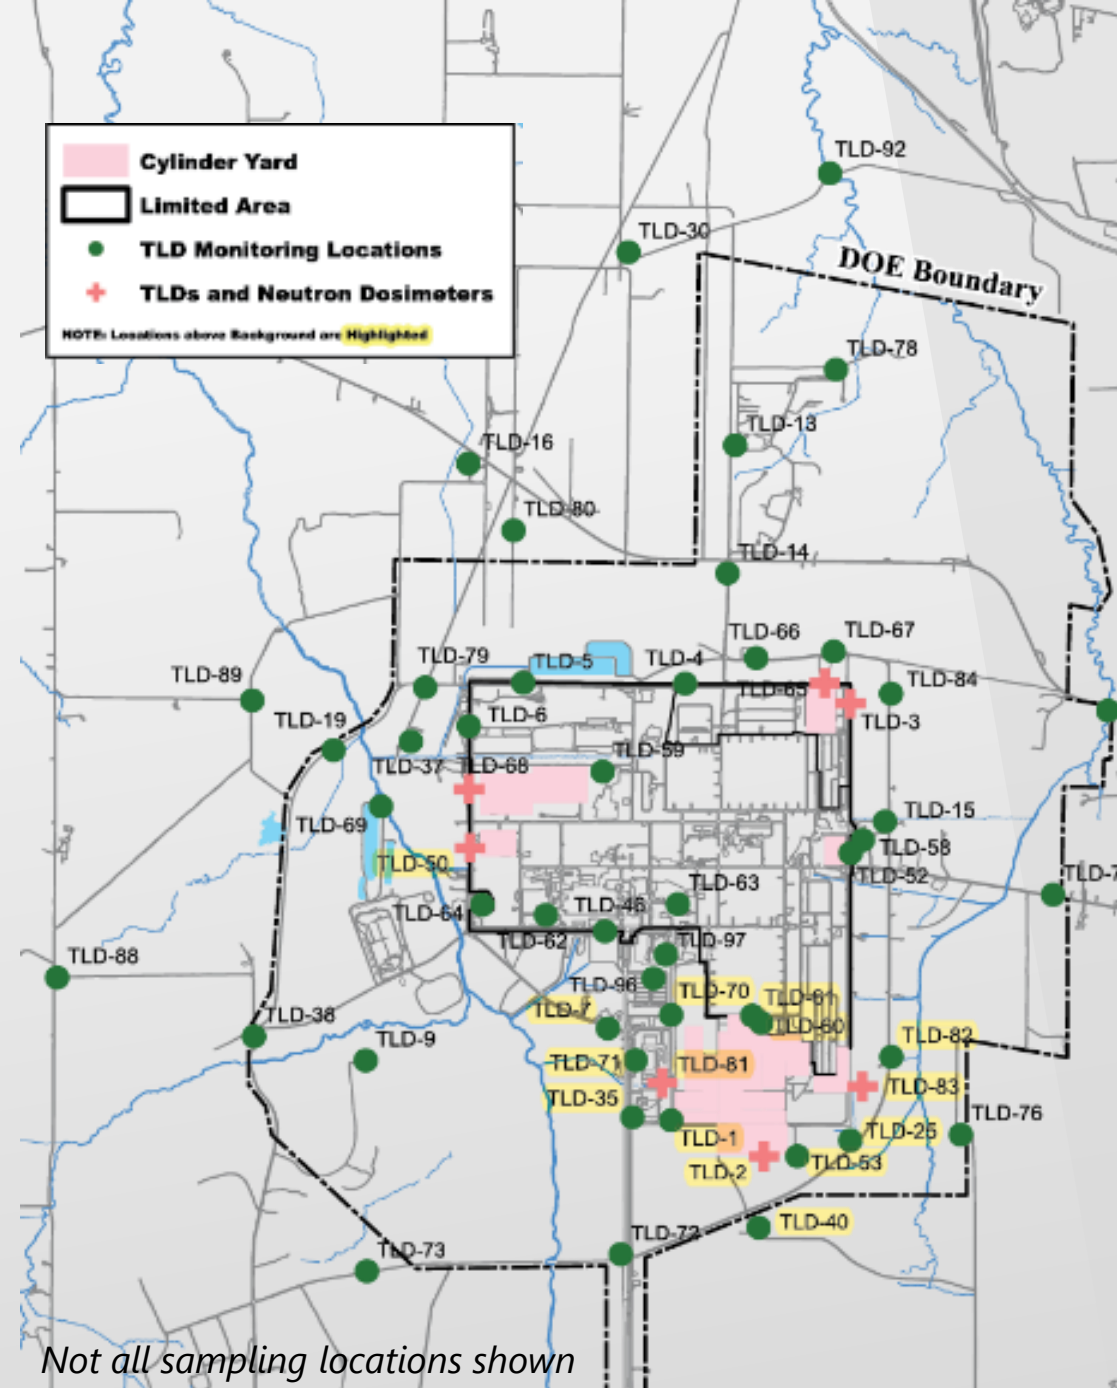 Cylinder Yard
Limited Area
TLD Monitoring Locations
TLDs and Neutron Dosimeters
NOTE: Locations above Background are Highlighted
TLD-92
TLD-30
DOE Boundary
TLD-78
TLD-13
TLD-16
TLD-80
TLD-14
TLD-66
TLD-67
TLD-79
TLD-5
TLD-4
TLD-89
TLD-65
TLD-84
TLD-19
TLD-6
TLD-3
TLD-59
TLD-37
TLD-68
TLD-15
TLD-69
TLD-58
TLD-50
TLD-52
TLD-7
TLD-63
TLD-64
TLD-46
TLD-62
TLD-97
TLD-88
TLD-96
TLD-70
TLD-61
TLD-7
TLD-38
TLD-60
TLD-9
TLD-82
TLD-71
TLD-81
TLD-83
TLD-35
TLD-76
TLD-1
TLD-25
TLD-2
TLD-53
TLD-40
TLD-72
TLD-73
Not all sampling locations shown